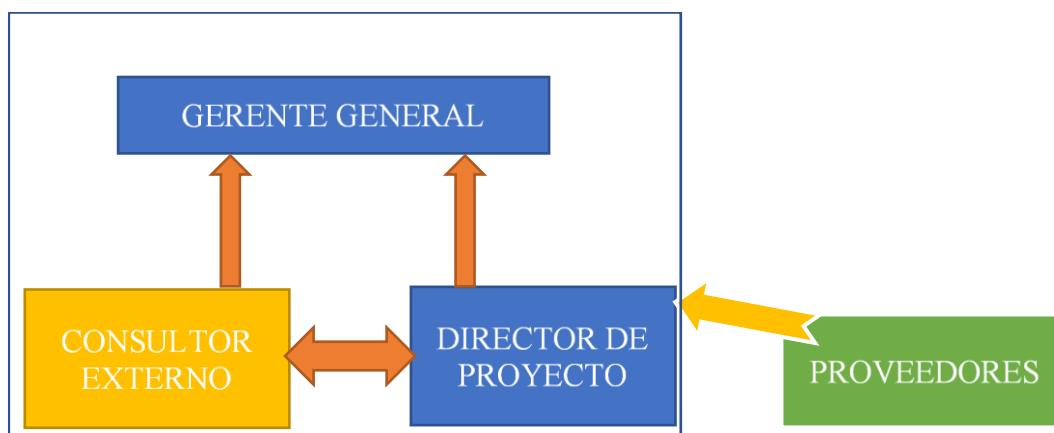 GERENTE GENERAL
CONSULTOR
EXTERNO
DIRECTOR DE
PROYECTO
PROVEEDORES